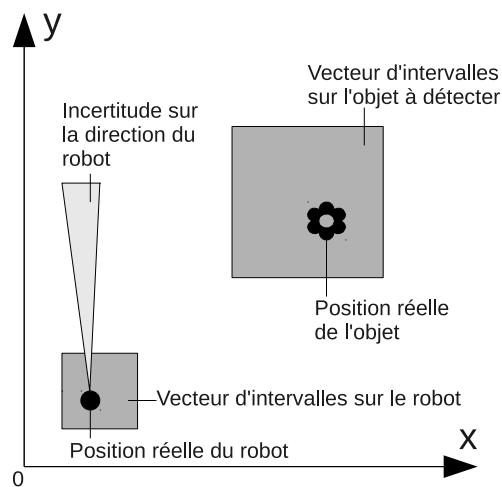 y
Vecteur d'intervalles
sur l'objet à détecter
Incertitude sur
la direction du
robot
Position réelle
de l'objet
Vecteur d'intervalles sur le robot
Position réelle du robot
x
0